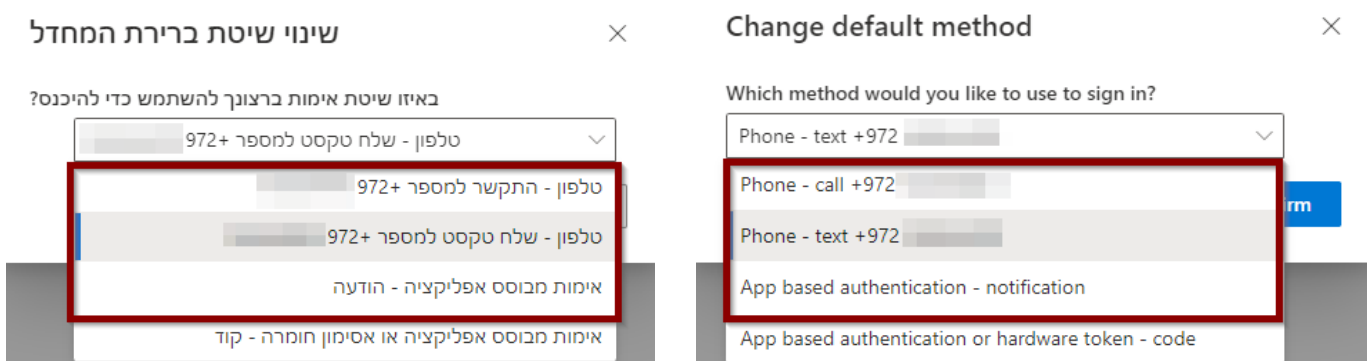 שינוי שיטת ברירת המחדל
באיזו שיטת אימות ברצונך להשתמש כדי להיכנס?
טלפון - שלח טקסט למספר +972
טלפון - התקשר למספר +972
טלפון - שלח טקסט למספר +972
אימות מבוסס אפליקציה - הודעה
אימות מבוסס אפליקציה או אסימון חומרה - קוד
Change default method
Which method would you like to use to sign in?
Phone - text +972
Phone - call +972
rm
Phone - text +972
App based authentication - notification
App based authentication or hardware token - code